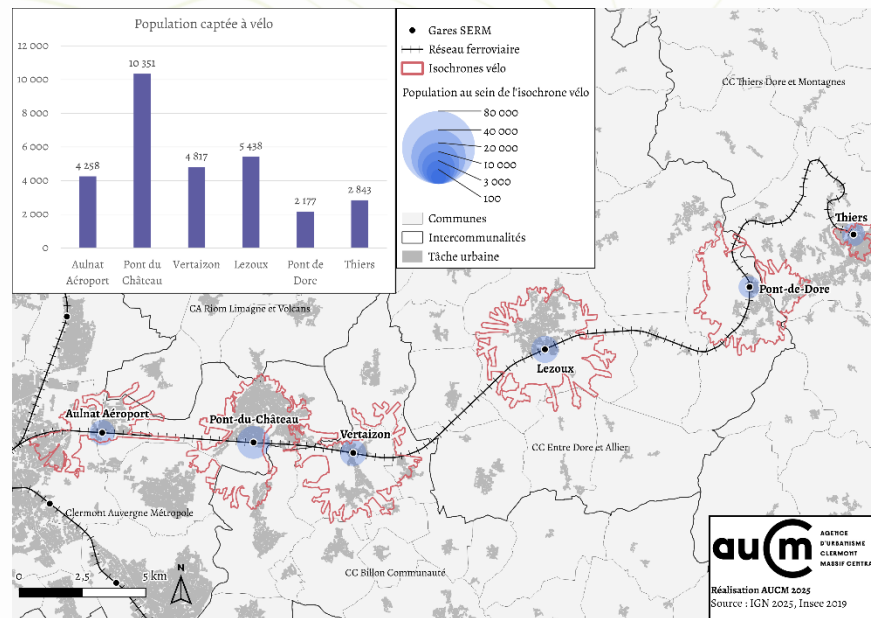 Population captée à vélo
12 000
10 000
8 000
6 000
4 000
2 000
0
4 258
10 351
4 817
5 438
2 177
2 843
Aulnat
Aéroport
Pont du
Château
Vertaizon
Lezoux
Pont de
Dore
Thiers
Gares SERM
Réseau ferroviaire
Isochrones vélo
Population au sein de l'isochrone vélo
80 000
40 000
20 000
10 000
3 000
100
Communes
Intercommunalités
Tâche urbaine
CC Thiers Dore et Montagnes
Thiers
Pont-de-Dore
CA Riom Limagne et Volcans
Lezoux
Aulnat Aéroport
Pont-du-Château
Vertaizon
CC Entre Dore et Allier
Clermont Auvergne Métropole
CC Billon Communauté
N
0 2,5 5 km
auCm
AGENCE
D'URBANISME
CLERMONT
MASSIF CENTRAL
Réalisation AUCM 2025
Source : IGN 2025, Insee 2019